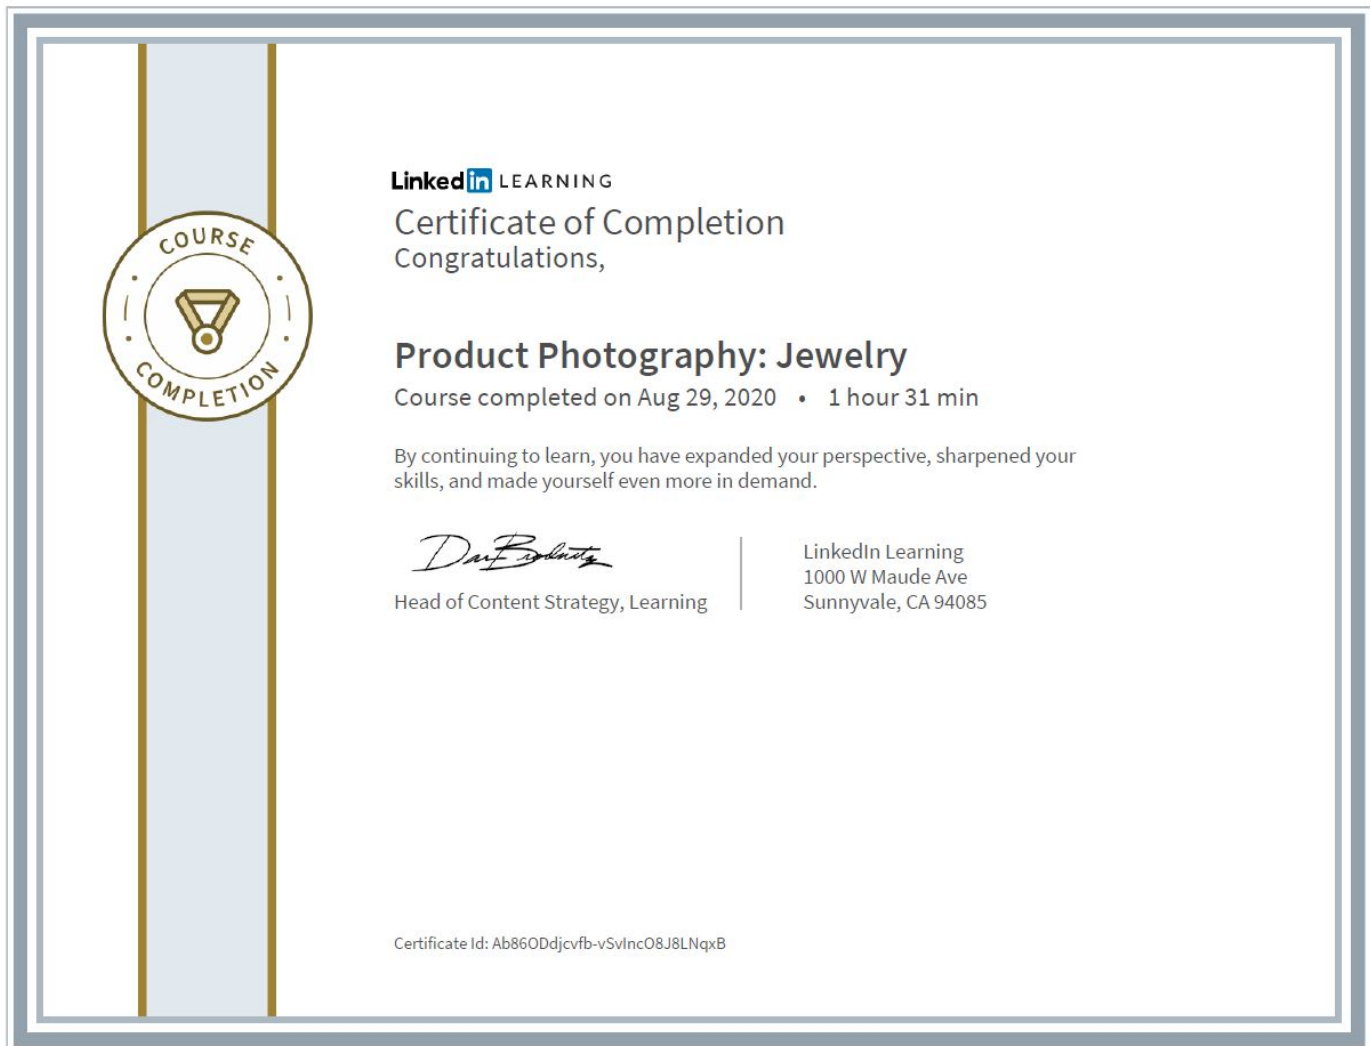 COURSE
COMPLETION
Linkedin LEARNING
Certificate of Completion
Congratulations,
Product Photography: Jewelry
Course completed on Aug 29, 2020 • 1 hour 31 min
By continuing to learn, you have expanded your perspective, sharpened your
skills, and made yourself even more in demand.
Head of Content Strategy, Learning
LinkedIn Learning
1000 W Maude Ave
Sunnyvale, CA 94085
Certificate Id: Ab86ODdjcvfb-vSvIncO8J8LNqxB